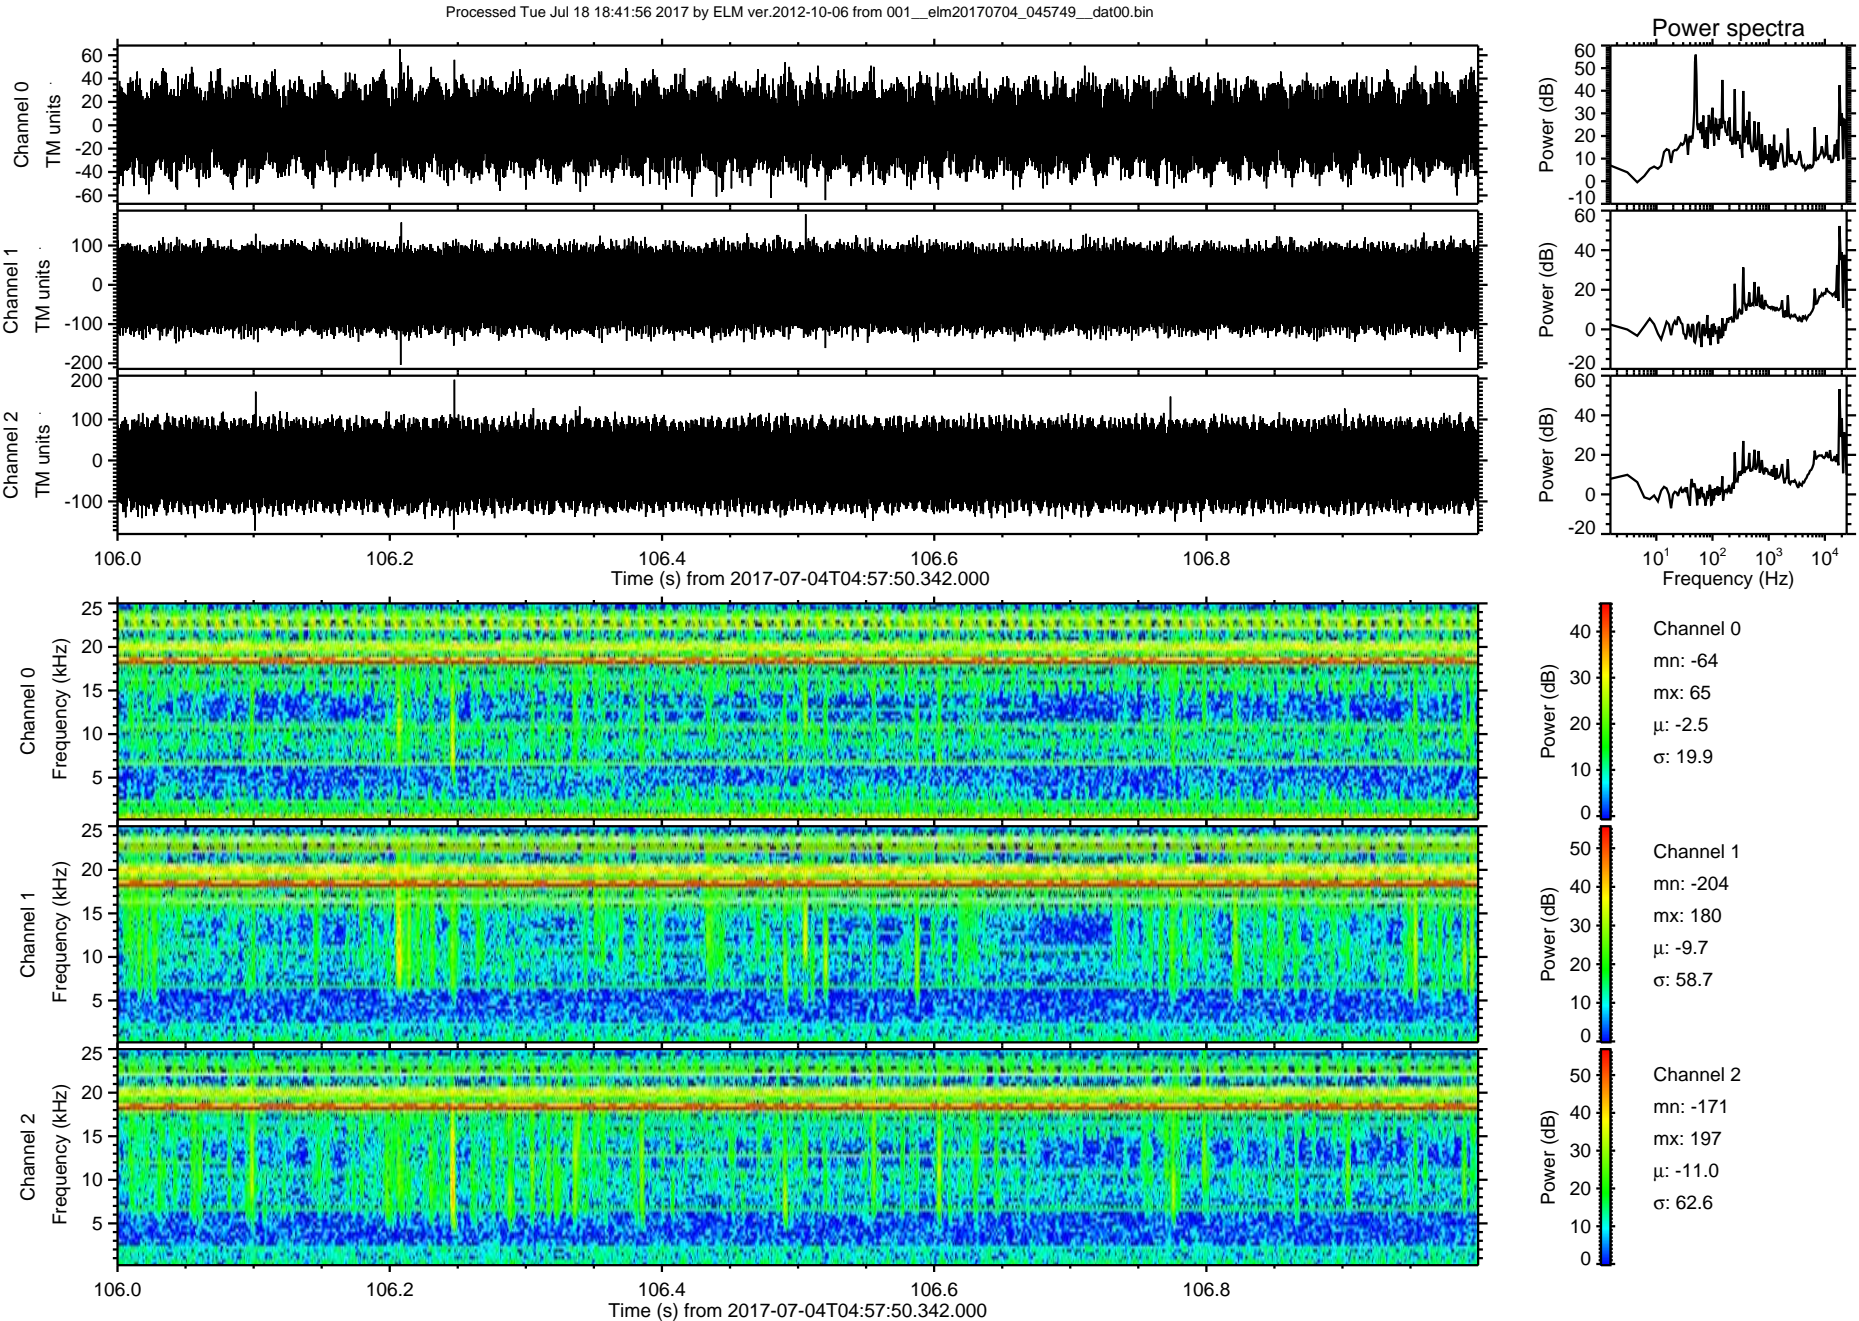 Processed Tue Jul 18 18:41:56 2017 by ELM ver.2012-10-06 from 001__elm20170704_045749__dat00.bin
Power spectra
Channel 0
TM units
60
40
20
0
-20
-40
-60
Power (dB)
60
50
40
30
20
10
0
-10
Channel 1
TM units
100
0
-100
-200
Power (dB)
60
40
20
0
-20
Channel 2
TM units
200
100
0
-100
Power (dB)
60
40
20
0
-20
106.0 106.2 106.4 106.6 106.8
Time (s) from 2017-07-04T04:57:50.342.000
10¹ 10² 10³ 10⁴
Frequency (Hz)
Channel 0
Frequency (kHz)
25
20
15
10
5
Power (dB)
40
30
20
10
0
Channel 0
mn: -64
mx: 65
µ: -2.5
σ: 19.9
Channel 1
Frequency (kHz)
25
20
15
10
5
Power (dB)
50
40
30
20
10
0
Channel 1
mn: -204
mx: 180
µ: -9.7
σ: 58.7
Channel 2
Frequency (kHz)
25
20
15
10
5
Power (dB)
50
40
30
20
10
0
Channel 2
mn: -171
mx: 197
µ: -11.0
σ: 62.6
106.0 106.2 106.4 106.6 106.8
Time (s) from 2017-07-04T04:57:50.342.000